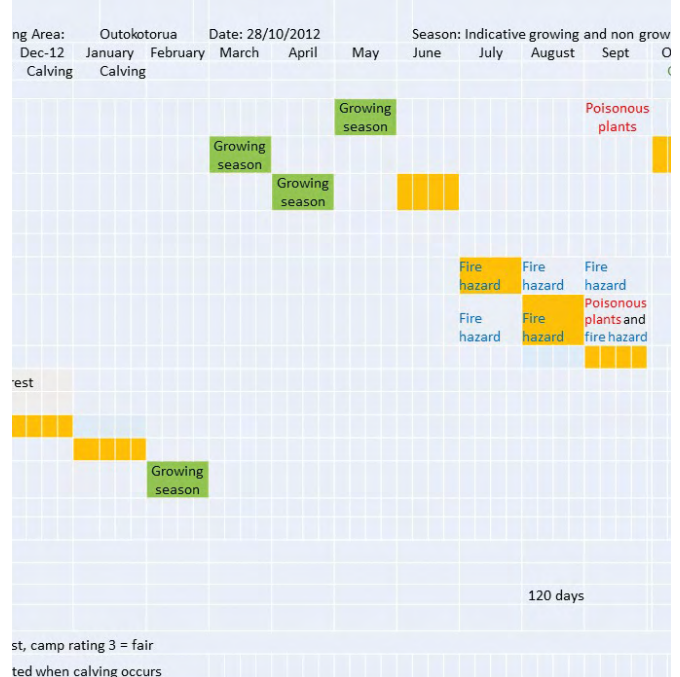 ng Area: Outokotorua Date: 28/10/2012 Season: Indicative growing and non grow
Dec-12 January February March April May June July August Sept O
Calving Calving
Growing season Poisonous plants
Growing season
Growing season
Fire hazard Fire hazard Fire hazard
Fire hazard Fire hazard Poisonous plants and fire hazard
rest
Growing season
120 days
st, camp rating 3 = fair
ted when calving occurs